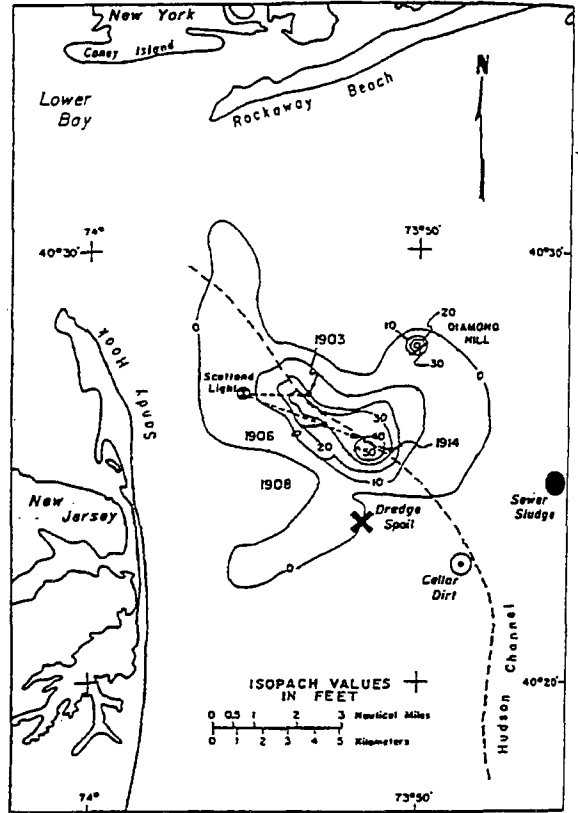 New York
Coney Island
Lower
Bay
Rockaway Beach
N
74°
73°50'
40°30'
40°30'
20
10
DIAMOND
HILL
30
1903
0
0
0
0
Sandy Hook
Scotland
Light
30
40
1906
20
50
1914
10
1908
New
Jersey
Dredge
Spoil
Sewer
Sludge
Cellar
Dirt
0
Hudson Channel
ISOPACH VALUES
IN FEET
40°20'
0 0.5 1 2 3 Nautical Miles
0 1 2 3 4 5 Kilometers
74°
73°50'